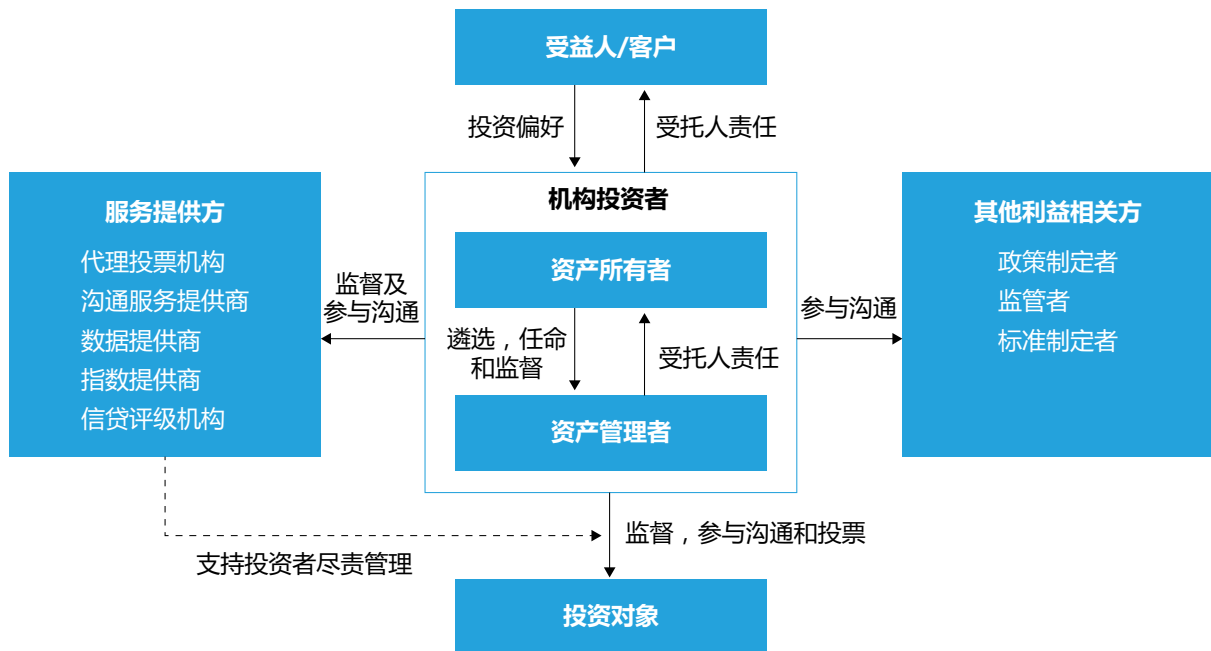 受益人/客户
投资偏好
受托人责任
服务提供方
代理投票机构
沟通服务提供商
数据提供商
指数提供商
信贷评级机构
监督及
参与沟通
机构投资者
资产所有者
遴选，任命
和监督
受托人责任
资产管理者
参与沟通
其他利益相关方
政策制定者
监管者
标准制定者
监督，参与沟通和投票
支持投资者尽责管理
投资对象